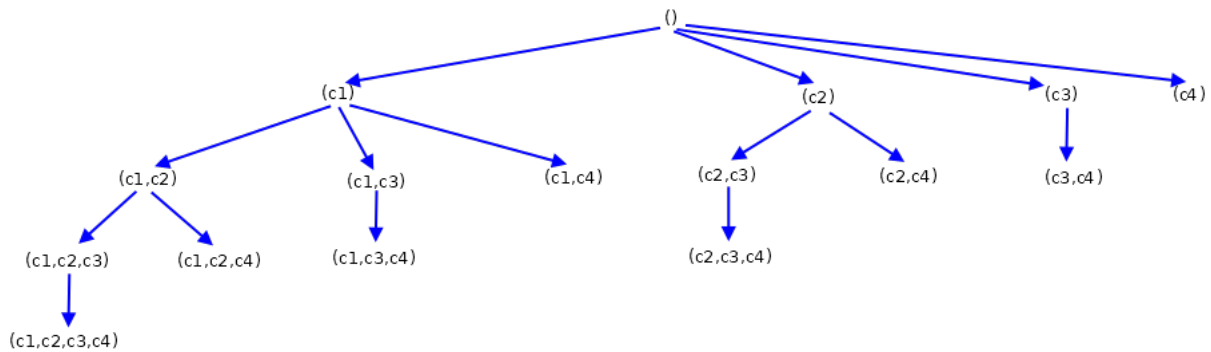 ()
(c1)
(c2)
(c3)
(c4)
(c1,c2)
(c1,c3)
(c1,c4)
(c2,c3)
(c2,c4)
(c3,c4)
(c1,c2,c3)
(c1,c2,c4)
(c1,c3,c4)
(c2,c3,c4)
(c1,c2,c3,c4)